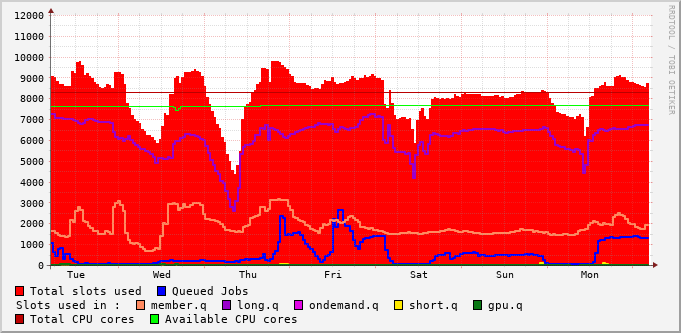 RRDTOOL / TOBI OETIKER
12000
11000
10000
9000
8000
7000
6000
5000
4000
3000
2000
1000
0
Tue Wed Thu Fri Sat Sun Mon
Total slots used Queued Jobs
Slots used in : member.q long.q ondemand.q short.q gpu.q
Total CPU cores Available CPU cores